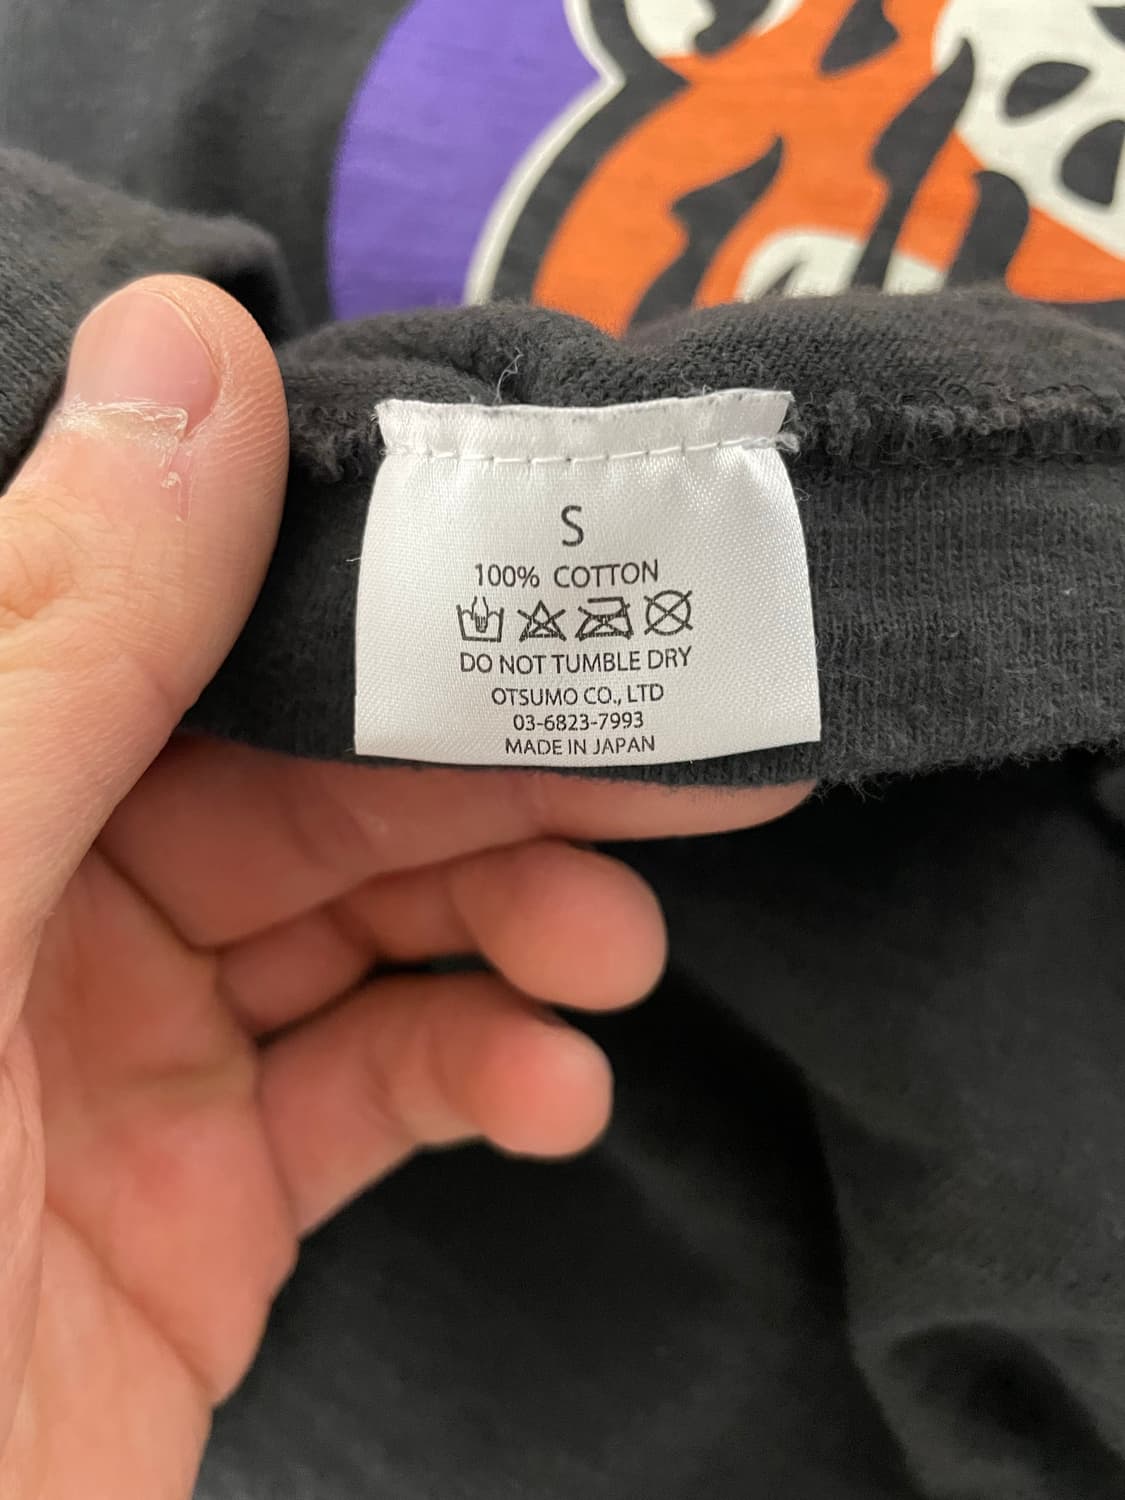 S
100% COTTON
DO NOT TUMBLE DRY
OTSUMO CO., LTD
03-6823-7993
MADE IN JAPAN